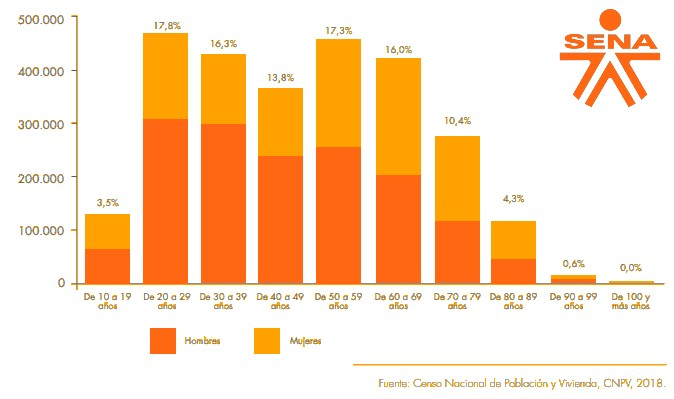 500.000
400.000
300.000
200.000
100.000
0
17,8%
16,3%
13,8%
17,3%
16,0%
10,4%
3,5%
4,3%
0,6%
0,0%
SENA
De 10 a 19
años
De 20 a 29
años
De 30 a 39
años
De 40 a 49
años
De 50 a 59
años
De 60 a 69
años
De 70 a 79
años
De 80 a 89
años
De 90 a 99
años
De 100 y
más años
Hombres
Mujeres
Fuente: Censo Nacional de Población y Vivienda, CNPV, 2018.